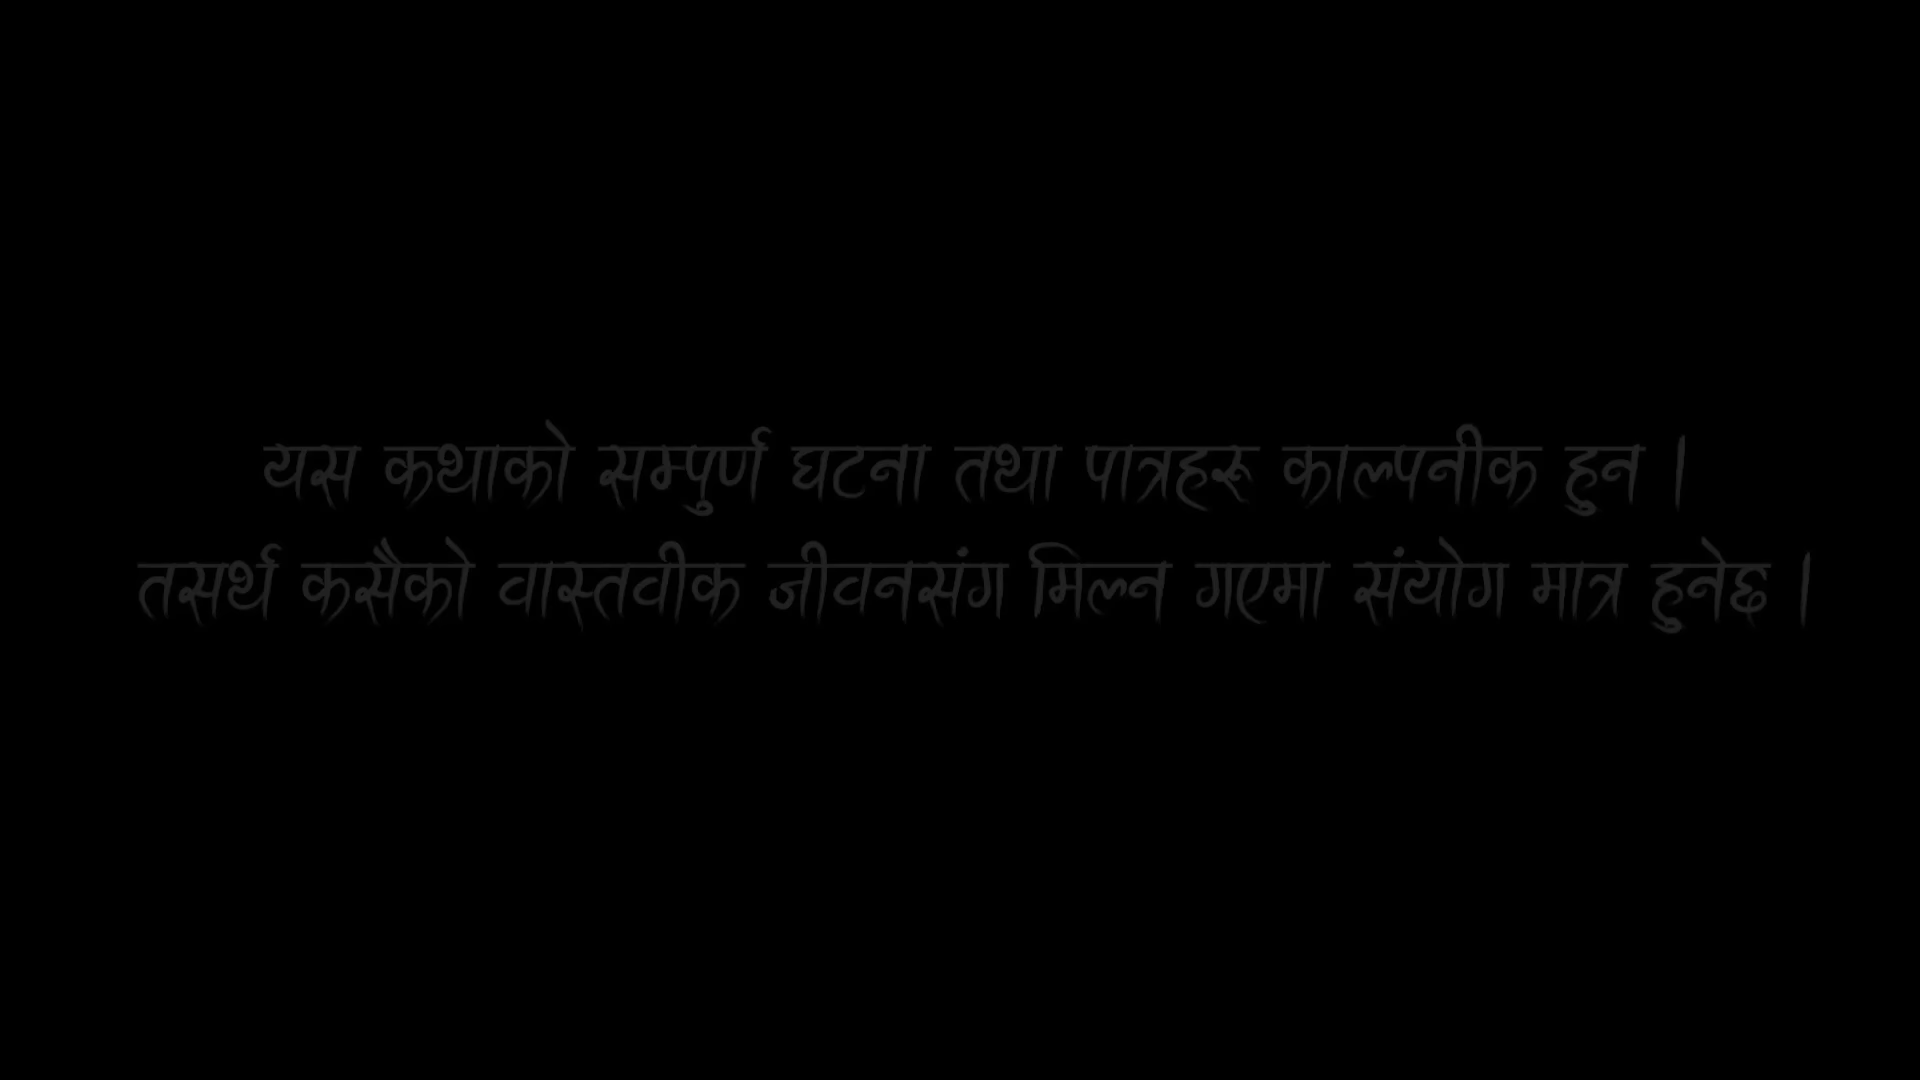 यस कथाको सम्पुर्ण घटना तथा पात्रहरू काल्पनीक हुन ।
तसर्थ कसैको वास्तवीक जीवनसंग मिल्न गएमा संयोग मात्र हुनेछ ।